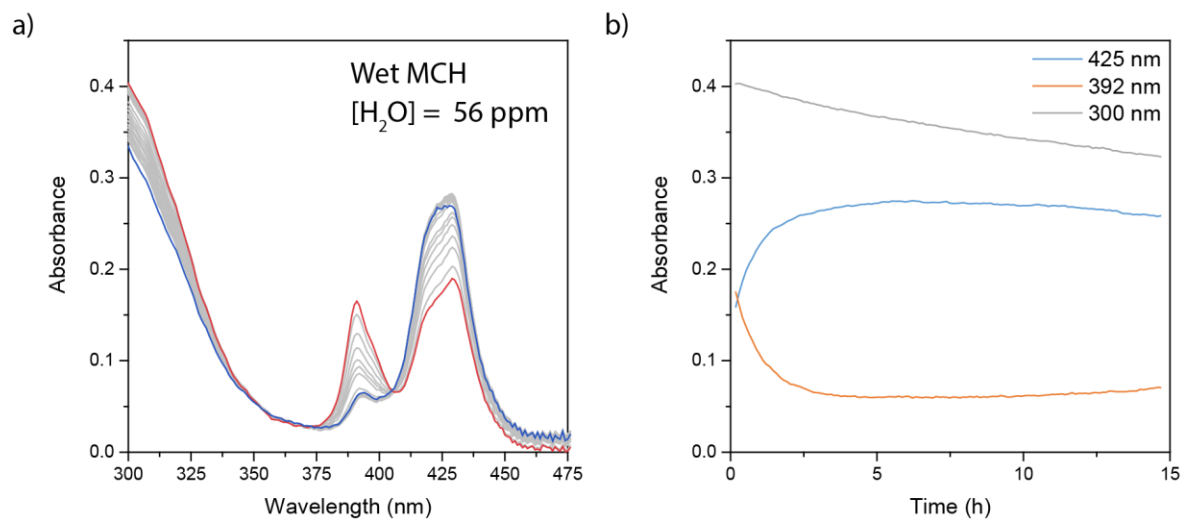 a)
Wet MCH
[H₂O] = 56 ppm
0.4
0.3
0.2
0.1
0.0
Absorbance
300 325 350 375 400 425 450 475
Wavelength (nm)
b)
425 nm
392 nm
300 nm
0.4
0.3
0.2
0.1
0.0
Absorbance
0 5 10 15
Time (h)